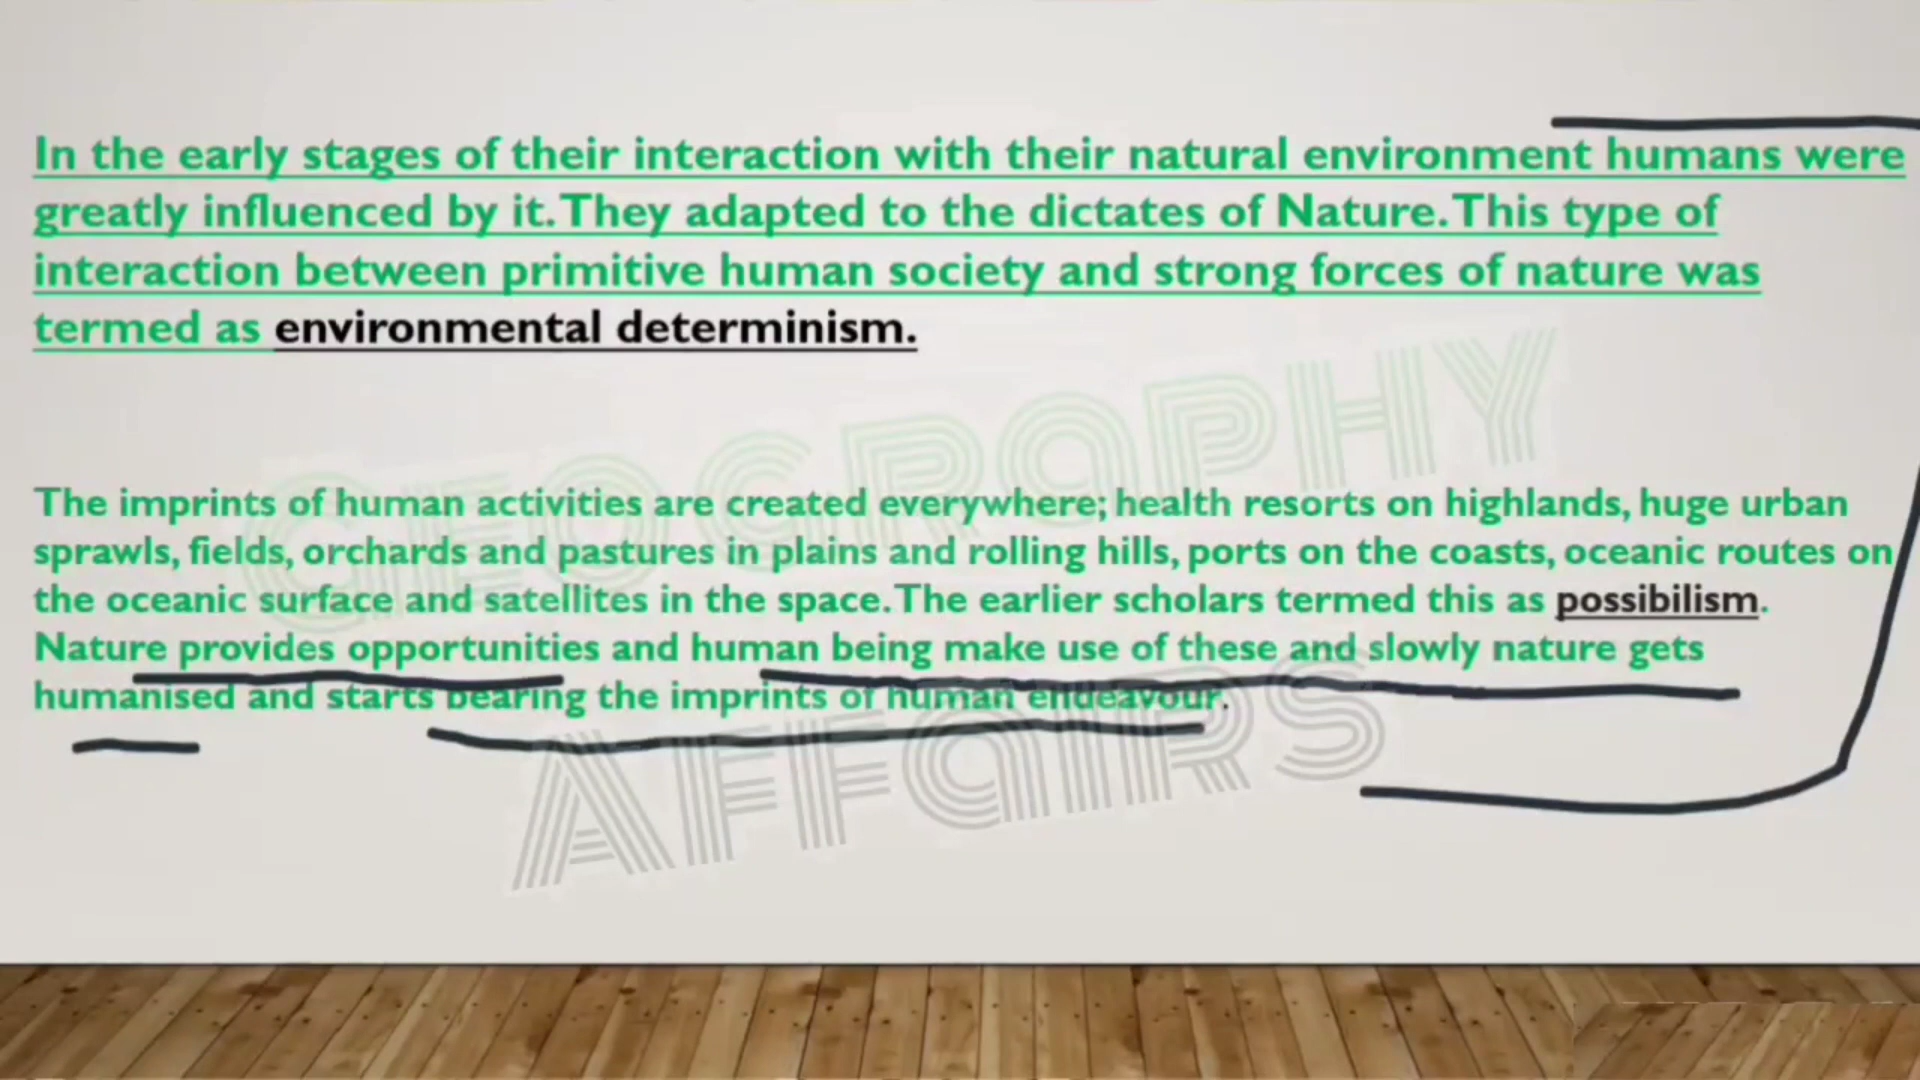 In the early stages of their interaction with their natural environment humans were
greatly influenced by it. They adapted to the dictates of Nature. This type of
interaction between primitive human society and strong forces of nature was
termed as environmental determinism.
The imprints of human activities are created everywhere; health resorts on highlands, huge urban
sprawls, fields, orchards and pastures in plains and rolling hills, ports on the coasts, oceanic routes on
the oceanic surface and satellites in the space. The earlier scholars termed this as possibilism.
Nature provides opportunities and human being make use of these and slowly nature gets
humanised and starts bearing the imprints of human endeavour.
GEOGRAPHY
AFFAIRS